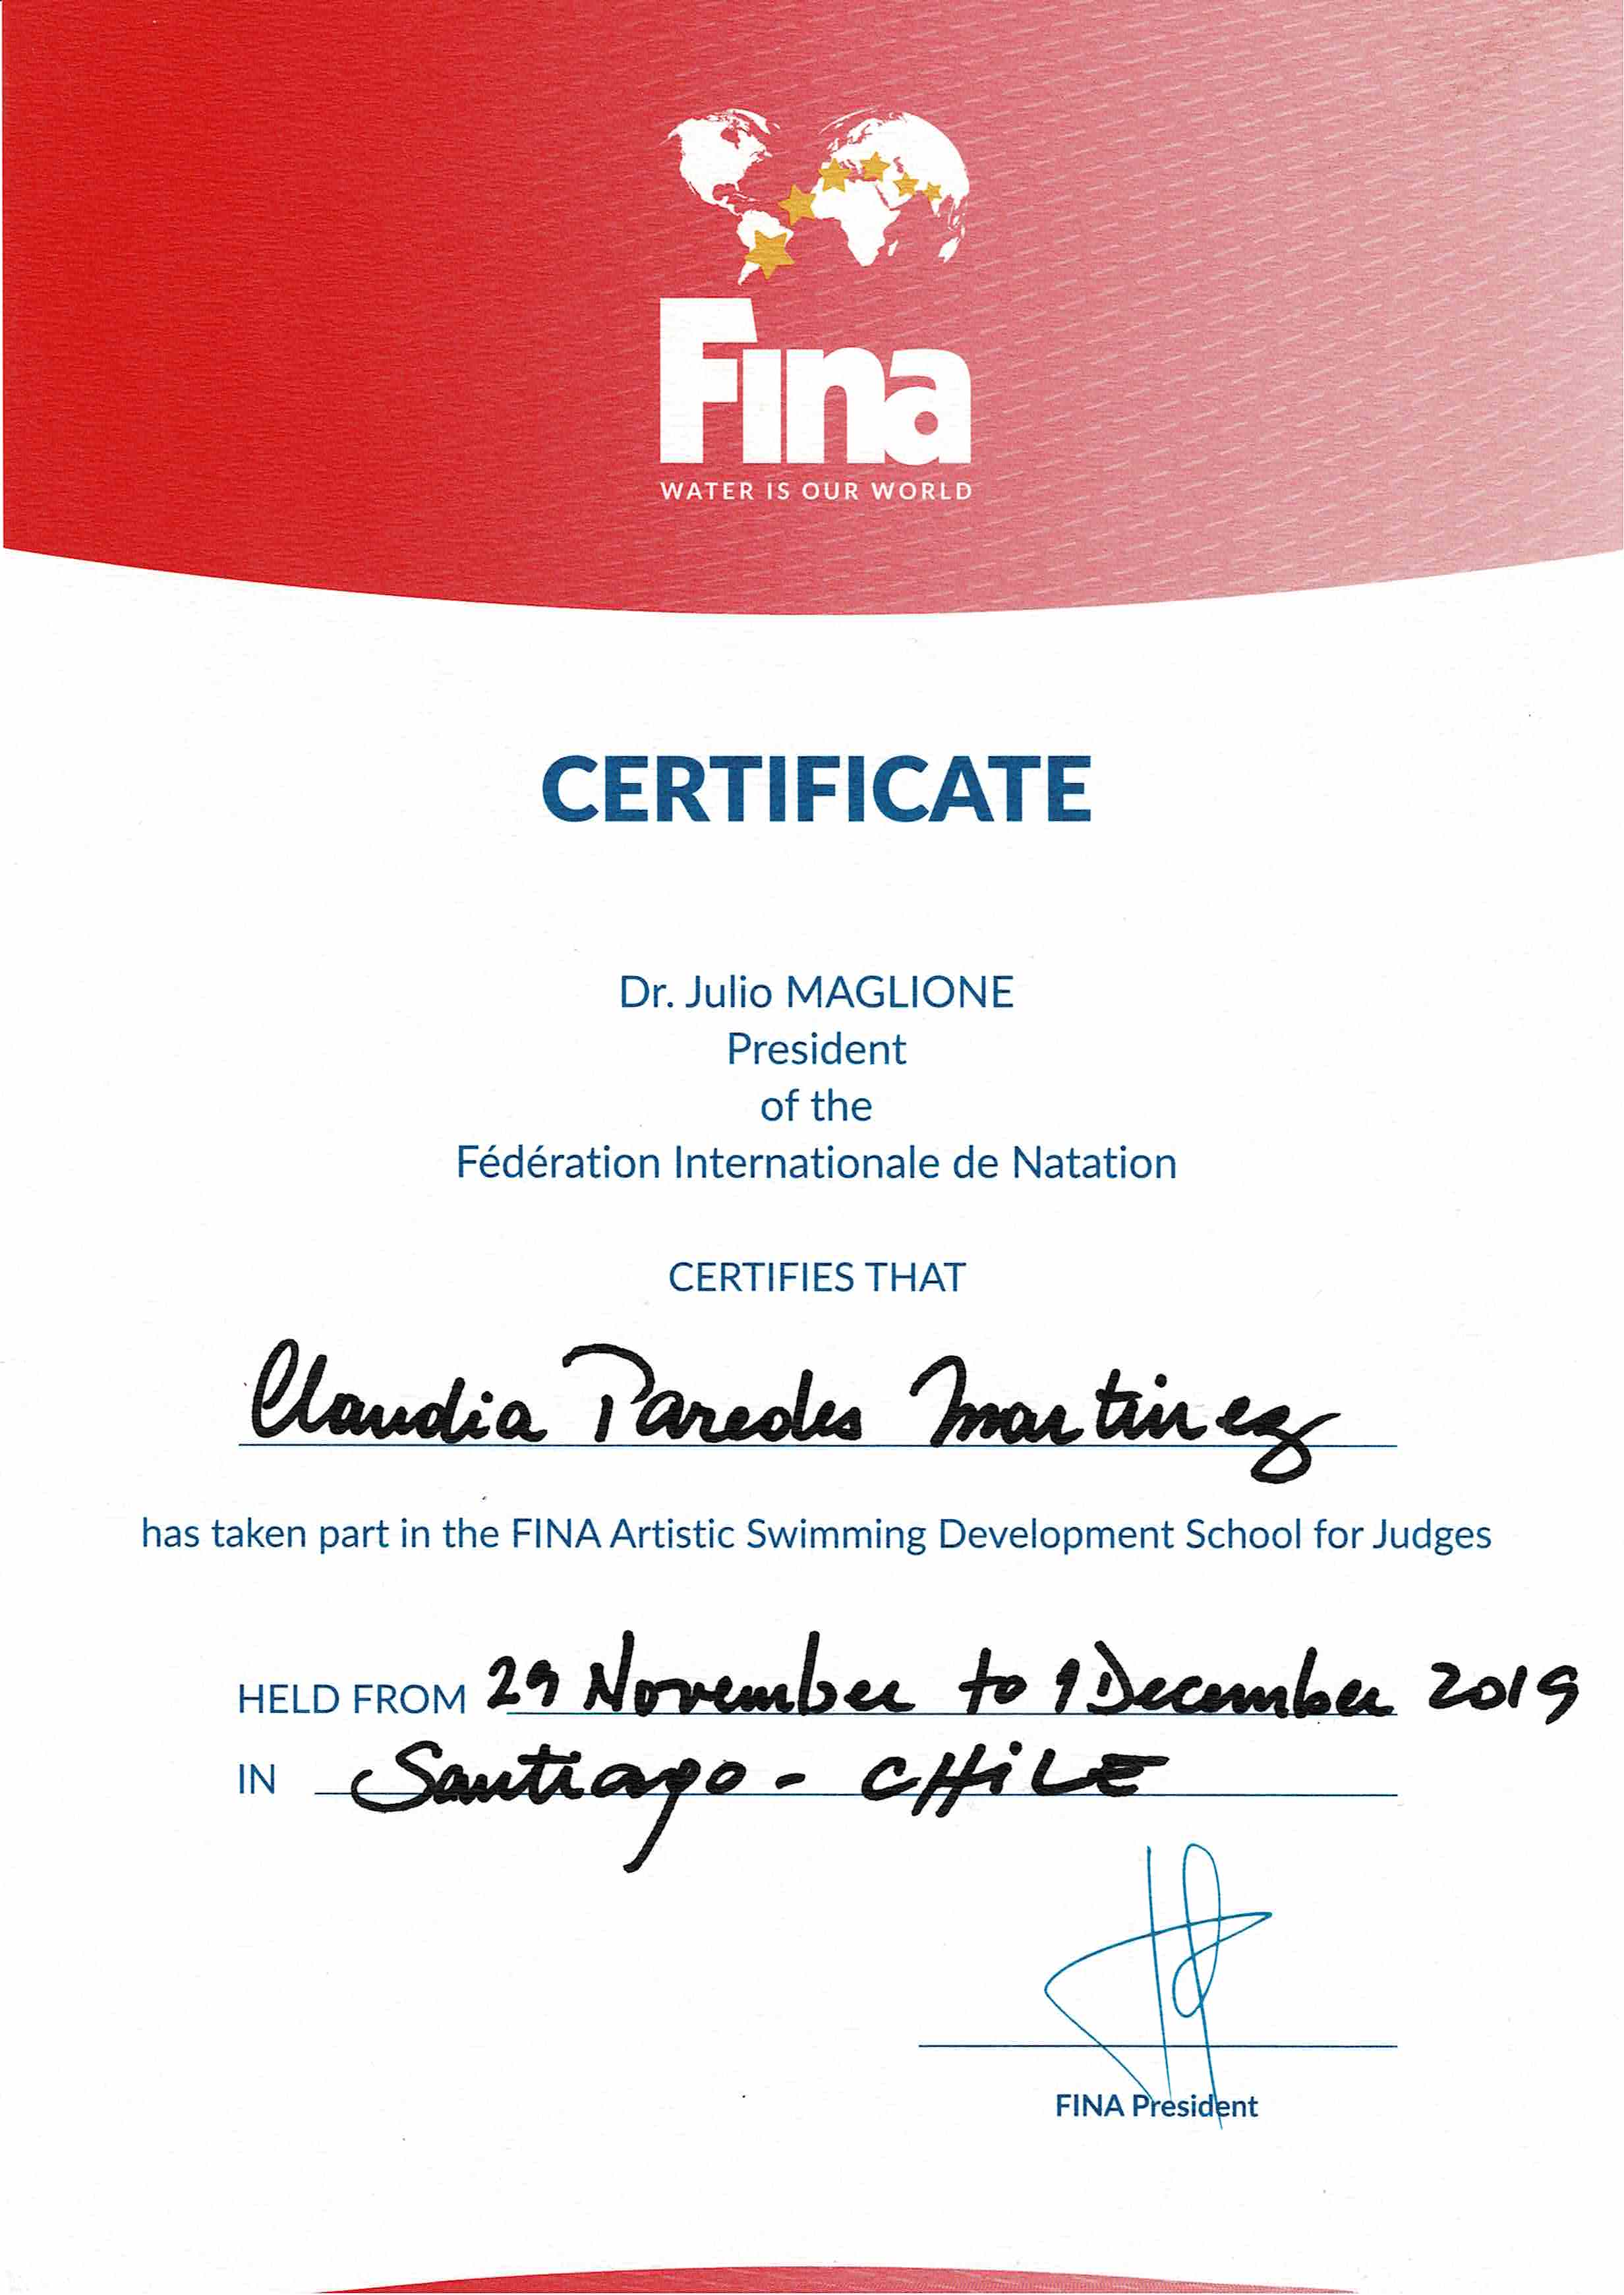 Fina
WATER IS OUR WORLD
CERTIFICATE
Dr. Julio MAGLIONE
President
of the
Fédération Internationale de Natation
CERTIFIES THAT
Claudia Paredes Martinez
has taken part in the FINA Artistic Swimming Development School for Judges
HELD FROM 29 November to 1 December 2019
IN Santiago - CHiLE
FINA President